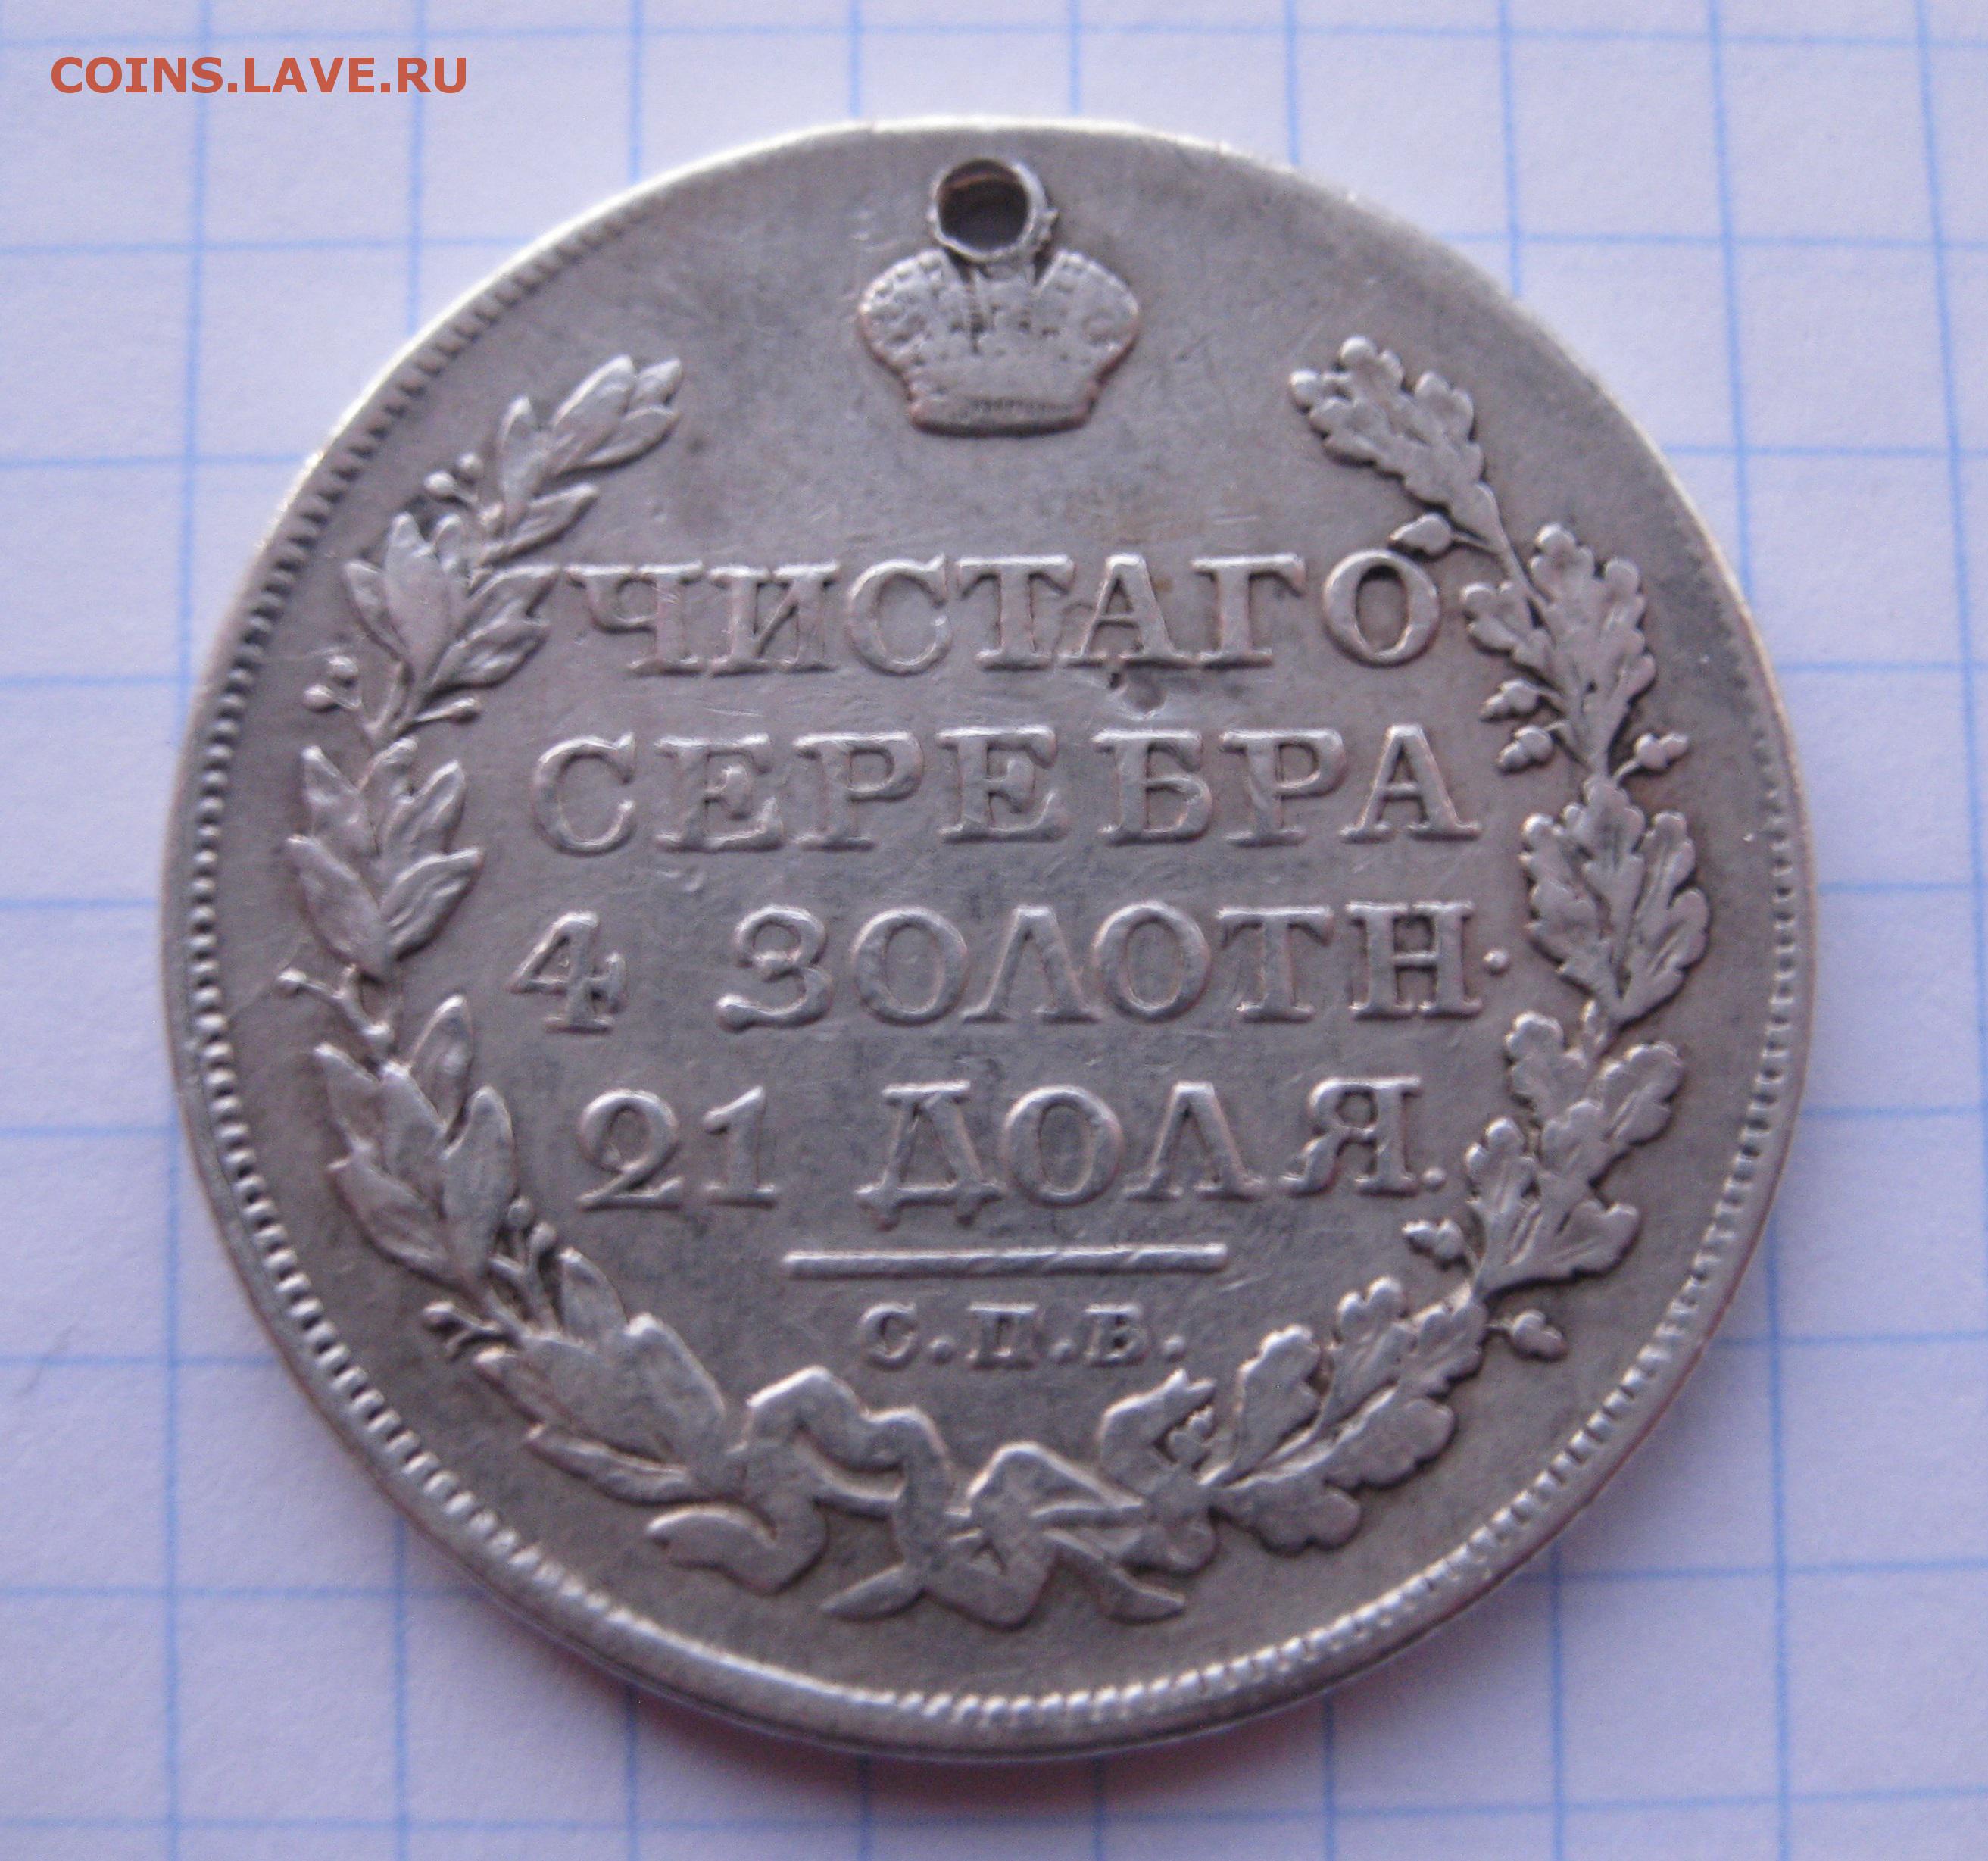 COINS.LAVE.RU
ЧИСТАГО
СЕРЕБРА
4 ЗОЛОТН.
21 ДОЛЯ.
С.П.Б.